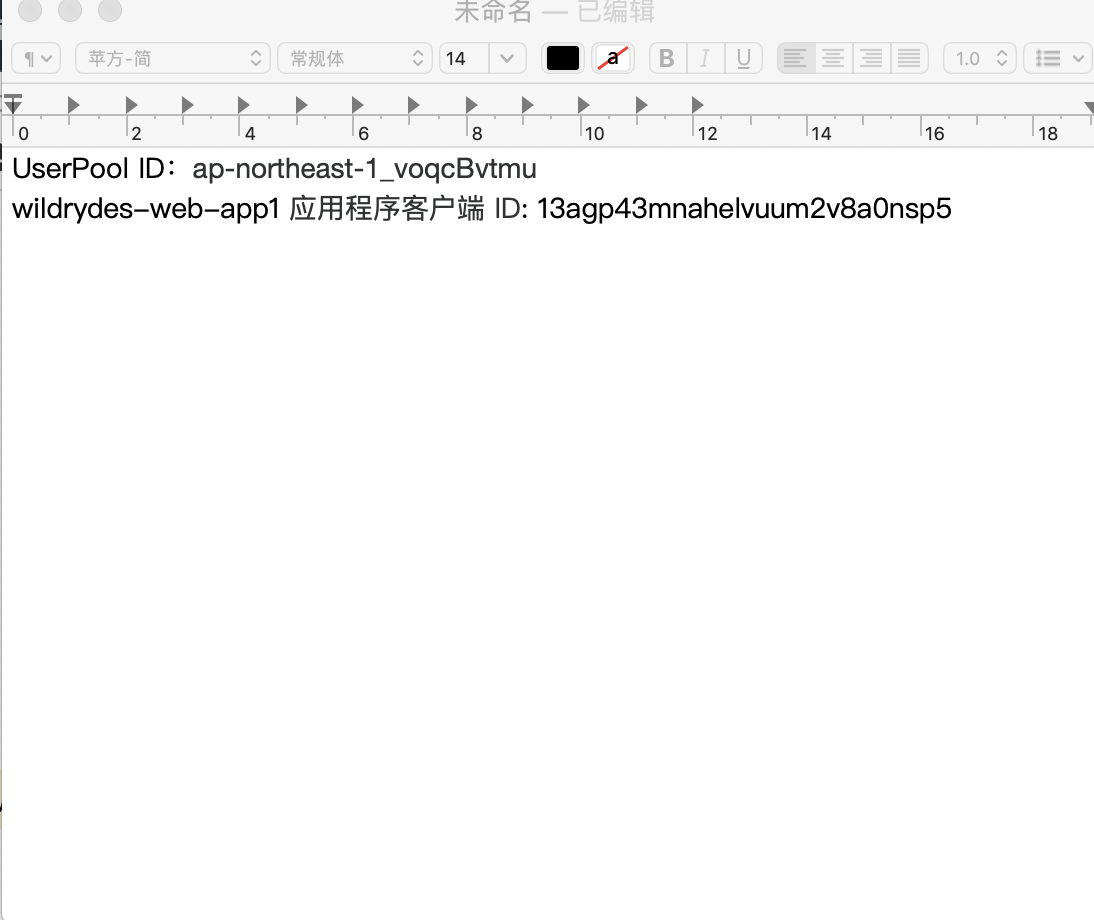 未命名 — 已编辑
¶ 苹方-简 常规体 14 a B I U 1.0
0 2 4 6 8 10 12 14 16 18
UserPool ID：ap-northeast-1_voqcBvtmu
wildrydes-web-app1 应用程序客户端 ID: 13agp43mnahelvuum2v8a0nsp5